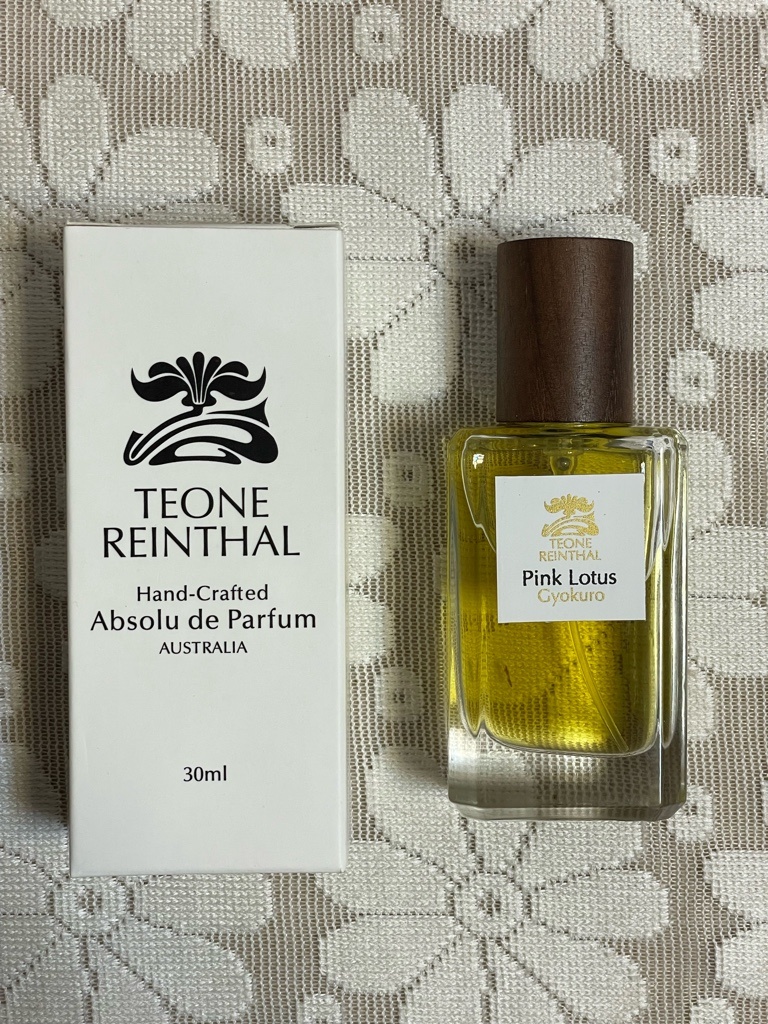 TEONE
REINTHAL
Hand-Crafted
Absolu de Parfum
AUSTRALIA
30ml
TEONE
REINTHAL
Pink Lotus
Gyokuro